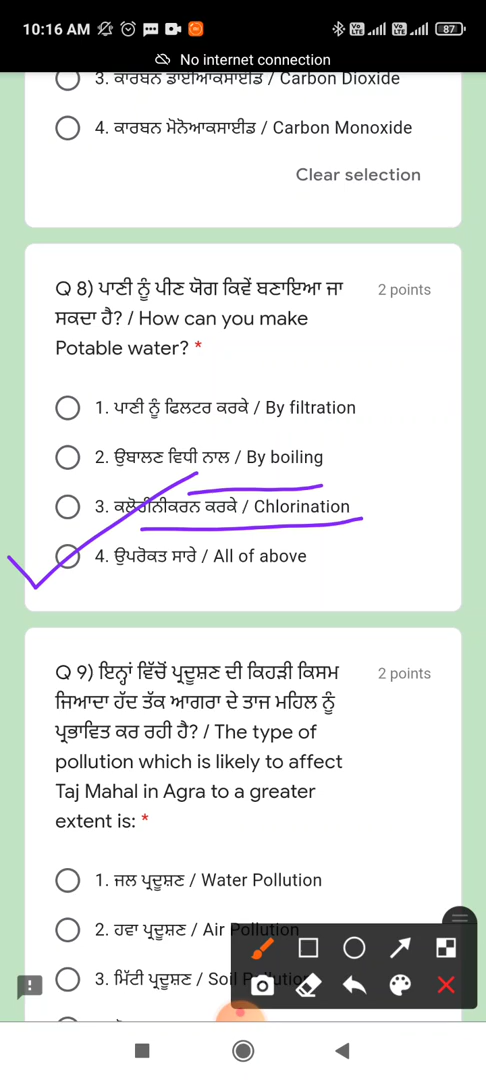 10:16 AM
87
No internet connection
3. ਕਾਰਬਨ ਡਾਈਆਕਸਾਈਡ / Carbon Dioxide
4. ਕਾਰਬਨ ਮੋਨੋਆਕਸਾਈਡ / Carbon Monoxide
Clear selection
Q 8) ਪਾਣੀ ਨੂੰ ਪੀਣ ਯੋਗ ਕਿਵੇਂ ਬਣਾਇਆ ਜਾ
2 points
ਸਕਦਾ ਹੈ? / How can you make
Potable water? *
1. ਪਾਣੀ ਨੂੰ ਫਿਲਟਰ ਕਰਕੇ / By filtration
2. ਉਬਾਲਣ ਵਿਧੀ ਨਾਲ / By boiling
3. ਕਲੋਰੀਨੀਕਰਨ ਕਰਕੇ / Chlorination
4. ਉਪਰੋਕਤ ਸਾਰੇ / All of above
Q 9) ਇਨ੍ਹਾਂ ਵਿੱਚੋਂ ਪ੍ਰਦੂਸ਼ਣ ਦੀ ਕਿਹੜੀ ਕਿਸਮ
2 points
ਜਿਆਦਾ ਹੱਦ ਤੱਕ ਆਗਰਾ ਦੇ ਤਾਜ ਮਹਿਲ ਨੂੰ
ਪ੍ਰਭਾਵਿਤ ਕਰ ਰਹੀ ਹੈ? / The type of
pollution which is likely to affect
Taj Mahal in Agra to a greater
extent is: *
1. ਜਲ ਪ੍ਰਦੂਸ਼ਣ / Water Pollution
2. ਹਵਾ ਪ੍ਰਦੂਸ਼ਣ / Air Pollution
3. ਮਿੱਟੀ ਪ੍ਰਦੂਸ਼ਣ / Soil Pollution